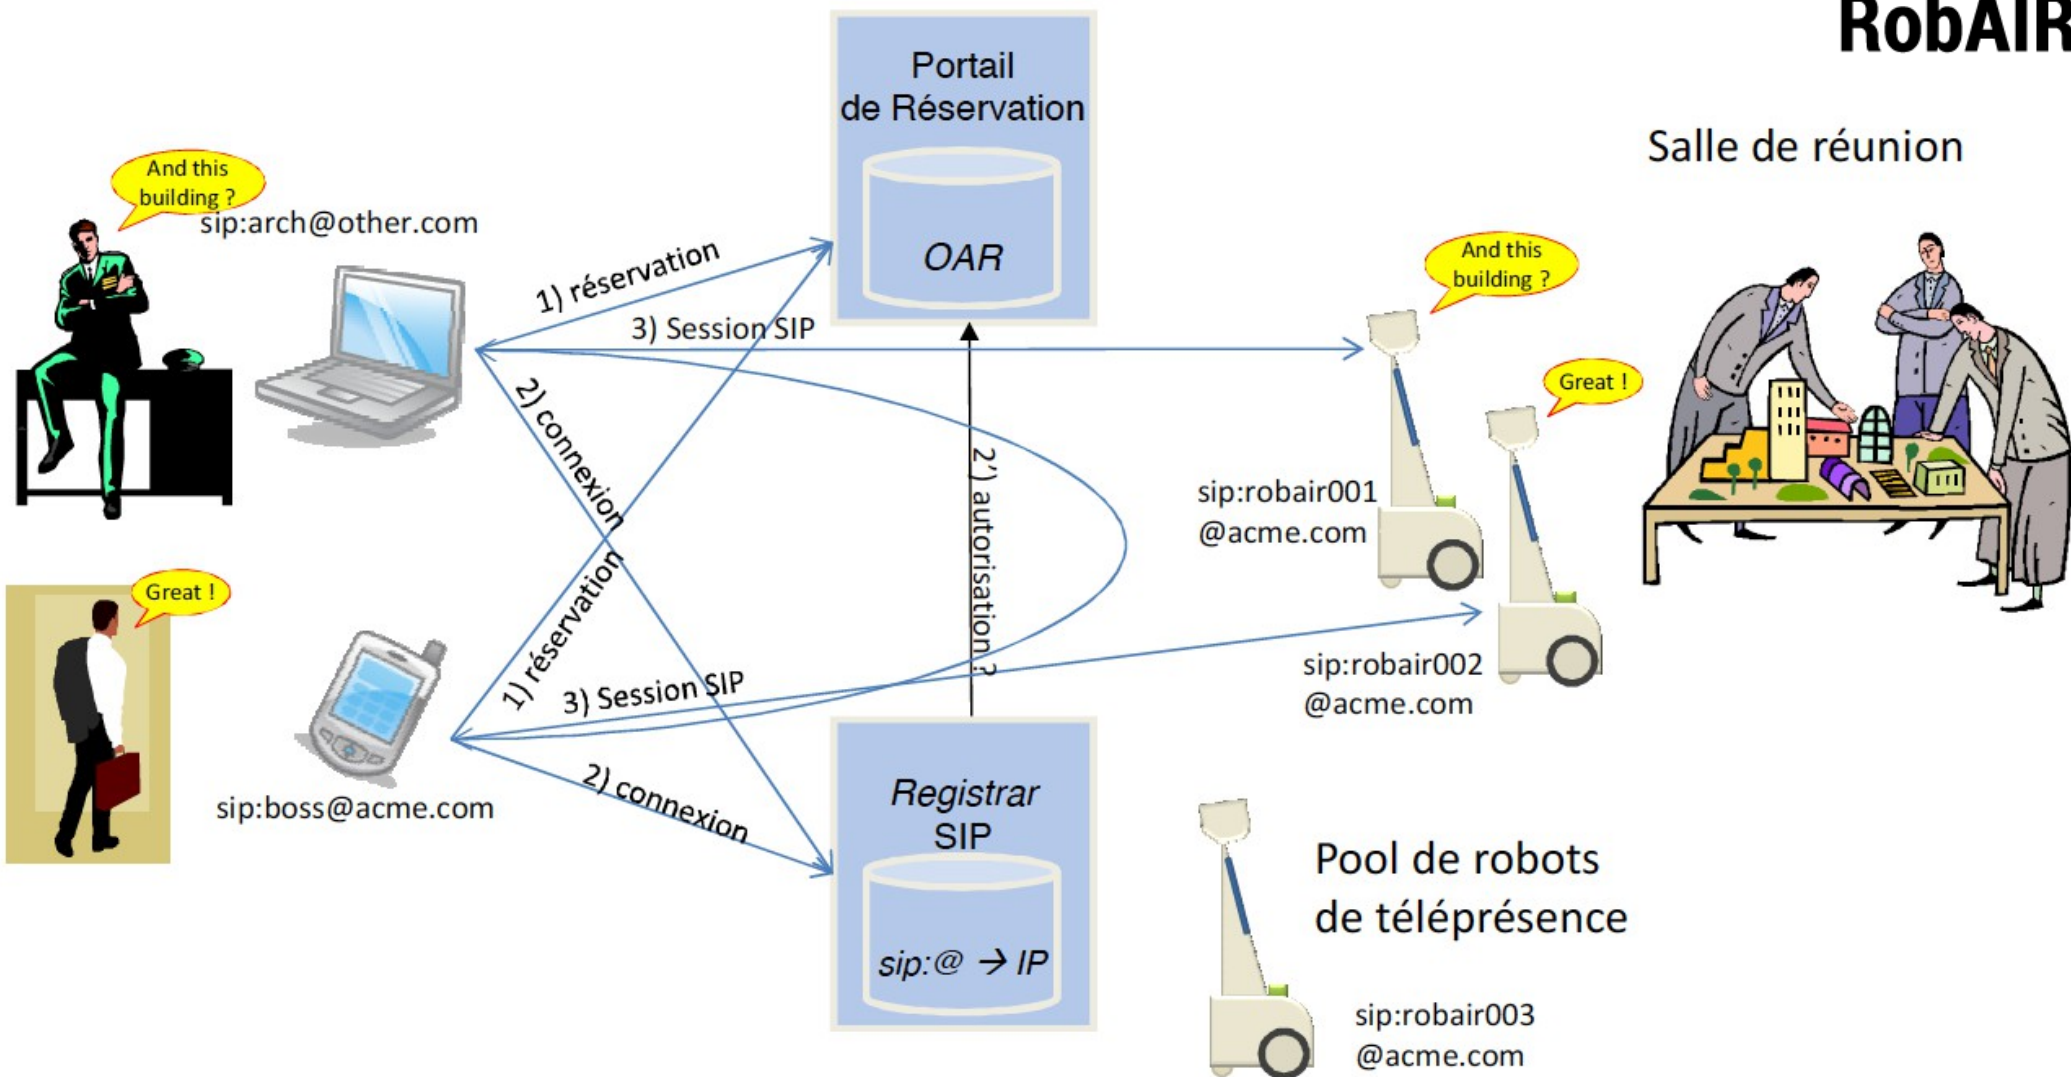 RobAIR
Portail
de Réservation
OAR
Salle de réunion
And this
building ?
sip:arch@other.com
1) réservation
3) Session SIP
2) connexion
2') autorisation ?
And this
building ?
Great !
sip:robair001
@acme.com
Great !
1) réservation
3) Session SIP
2) connexion
sip:boss@acme.com
sip:robair002
@acme.com
Registrar
SIP
sip:@ → IP
Pool de robots
de téléprésence
sip:robair003
@acme.com